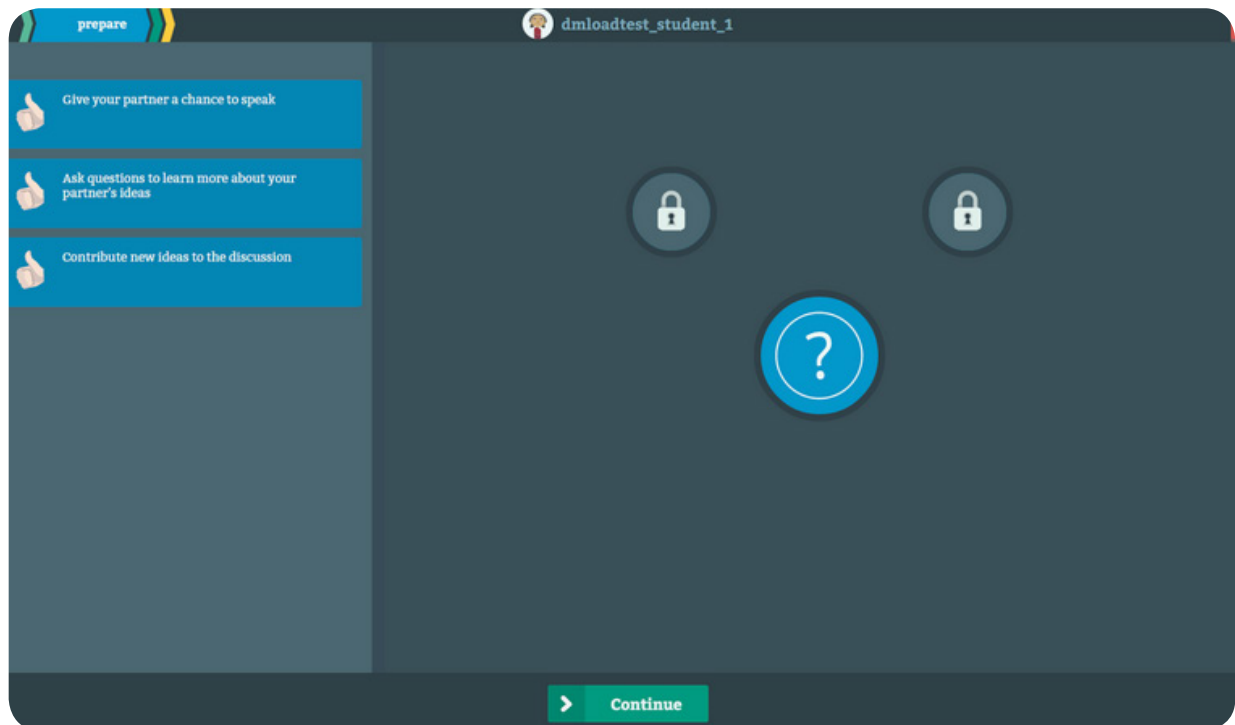 prepare
dmloadtest_student_1
Give your partner a chance to speak
Ask questions to learn more about your
partner's ideas
Contribute new ideas to the discussion
?
Continue